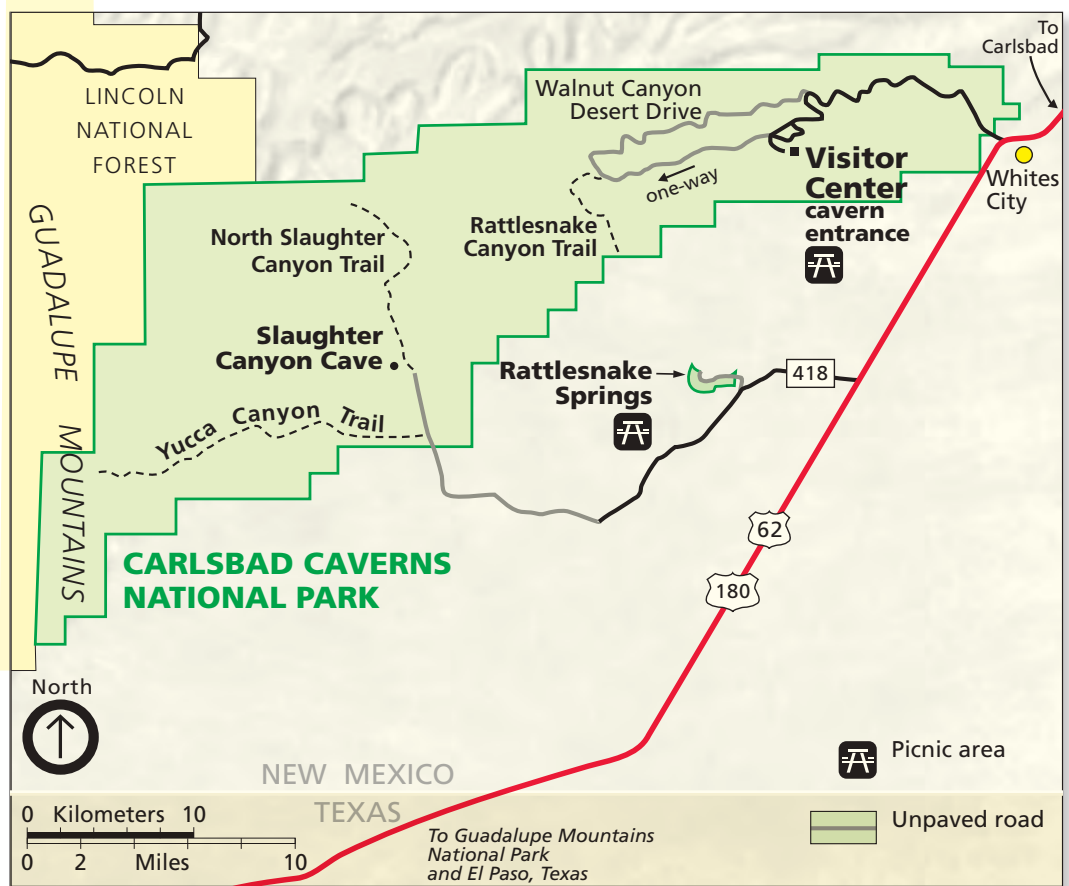 To
Carlsbad
LINCOLN
NATIONAL
FOREST
Walnut Canyon
Desert Drive
Visitor
Center
cavern
entrance
Whites
City
one-way
GUADALUPE
MOUNTAINS
North Slaughter
Canyon Trail
Rattlesnake
Canyon Trail
Slaughter
Canyon Cave
Rattlesnake
Springs
418
Yucca Canyon Trail
62
180
CARLSBAD CAVERNS
NATIONAL PARK
North
NEW MEXICO
TEXAS
Picnic area
Unpaved road
0 Kilometers 10
0 2 Miles 10
To Guadalupe Mountains
National Park
and El Paso, Texas